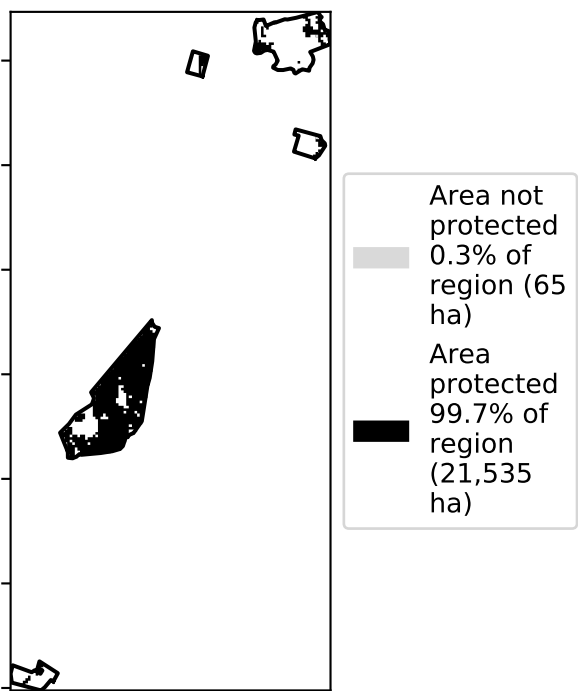 Area not
protected
0.3% of
region (65
ha)
Area
protected
99.7% of
region
(21,535
ha)